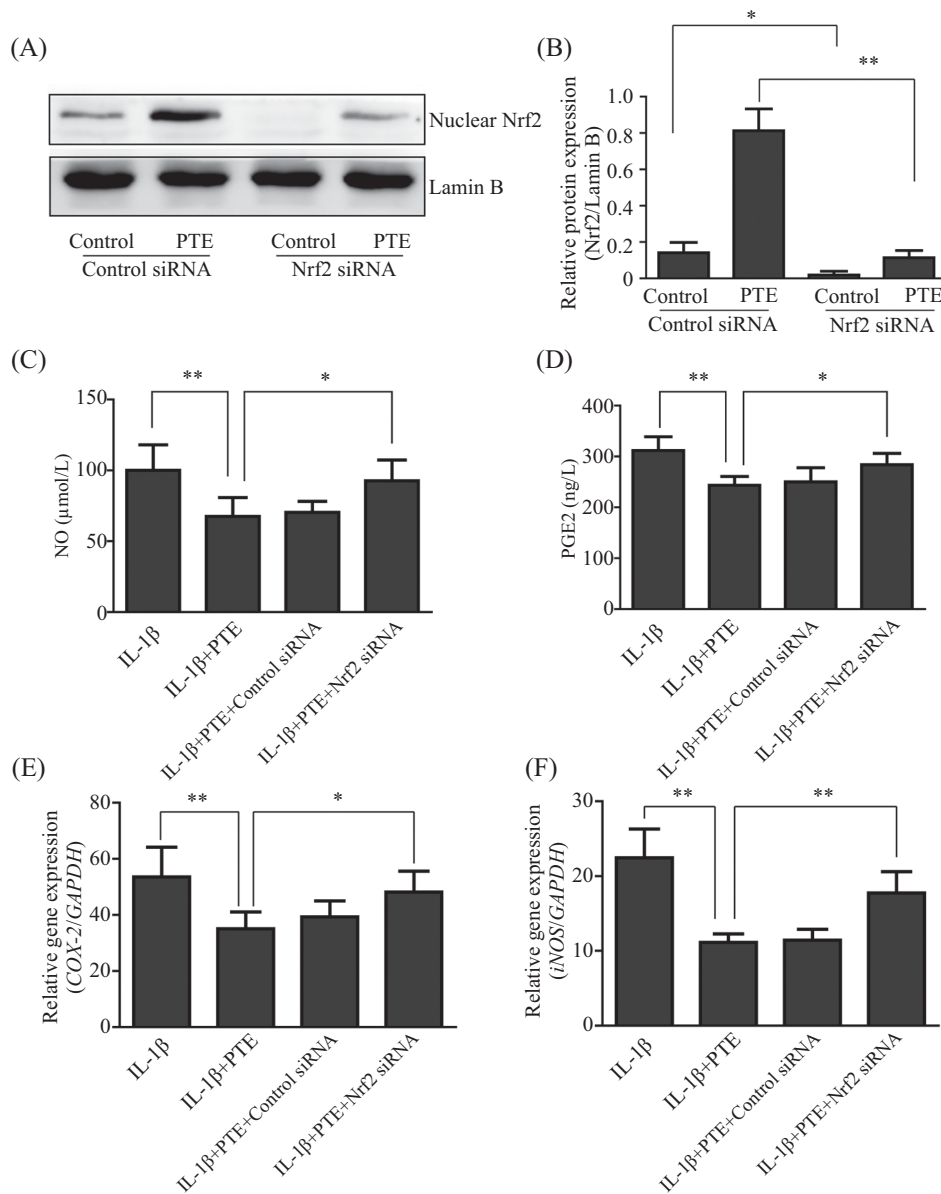 (A)
Nuclear Nrf2
Lamin B
Control PTE Control PTE
Control siRNA Nrf2 siRNA
(B)
* 
**
Relative protein expression
(Nrf2/Lamin B)
1.0
0.8
0.6
0.4
0.2
0
Control PTE Control PTE
Control siRNA Nrf2 siRNA
(C)
** *
NO (µmol/L)
150
100
50
0
IL-1β
IL-1β+PTE
IL-1β+PTE+Control siRNA
IL-1β+PTE+Nrf2 siRNA
(D)
** *
PGE2 (ng/L)
400
300
200
100
0
IL-1β
IL-1β+PTE
IL-1β+PTE+Control siRNA
IL-1β+PTE+Nrf2 siRNA
(E)
** *
Relative gene expression
(COX-2/GAPDH)
80
60
40
20
0
IL-1β
IL-1β+PTE
IL-1β+PTE+Control siRNA
IL-1β+PTE+Nrf2 siRNA
(F)
** **
Relative gene expression
(iNOS/GAPDH)
30
20
10
0
IL-1β
IL-1β+PTE
IL-1β+PTE+Control siRNA
IL-1β+PTE+Nrf2 siRNA